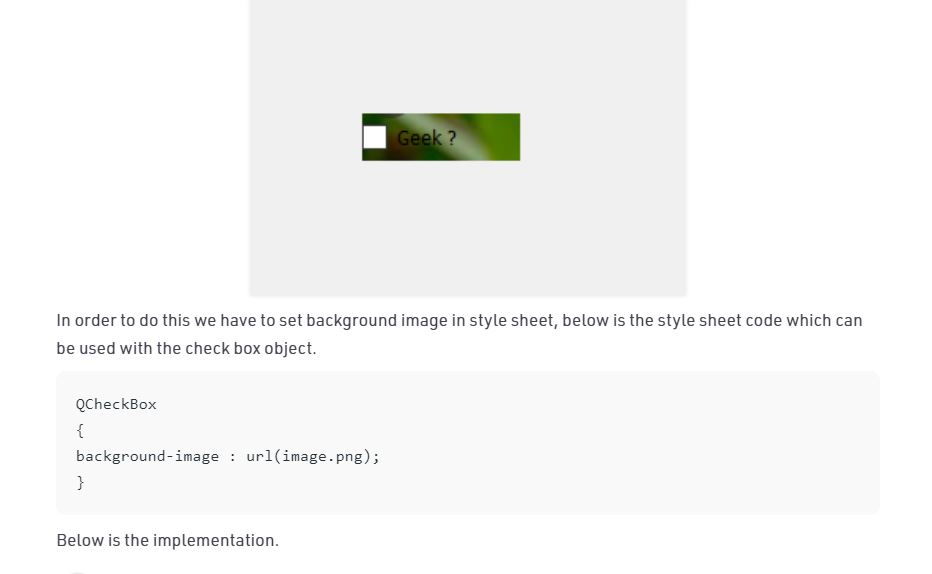 Geek ?
In order to do this we have to set background image in style sheet, below is the style sheet code which can
be used with the check box object.
QCheckBox
{
background-image : url(image.png);
}
Below is the implementation.